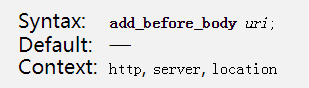 Syntax: add_before_body uri;
Default: —
Context: http, server, location